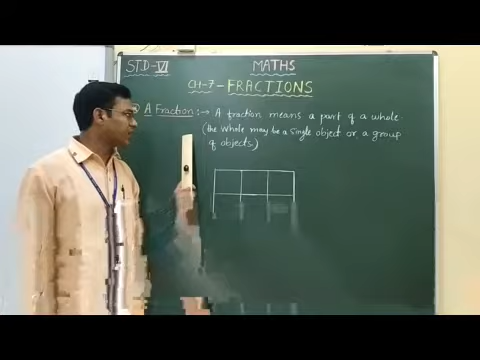 STD-VI
MATHS
CH-7-FRACTIONS
A Fraction:→ A fraction means a part of a whole.
(the whole may be a single object or a group
of objects)